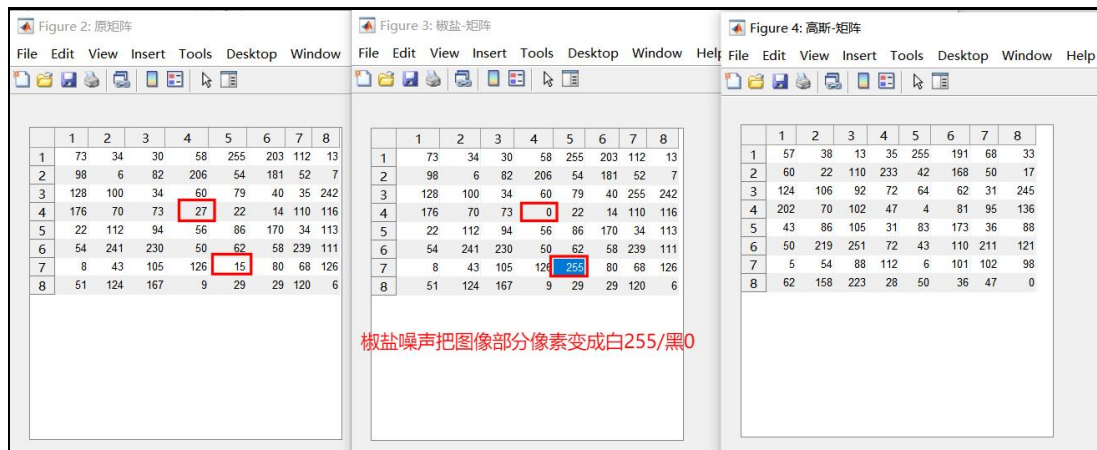 Figure 2: 原矩阵
File Edit View Insert Tools Desktop Window
1 2 3 4 5 6 7 8
1 73 34 30 58 255 203 112 13
2 98 6 82 206 54 181 52 7
3 128 100 34 60 79 40 35 242
4 176 70 73 27 22 14 110 116
5 22 112 94 56 86 170 34 113
6 54 241 230 50 62 58 239 111
7 8 43 105 126 15 80 68 126
8 51 124 167 9 29 29 120 6
Figure 3: 椒盐-矩阵
File Edit View Insert Tools Desktop Window Help
1 2 3 4 5 6 7 8
1 73 34 30 58 255 203 112 13
2 98 6 82 206 54 181 52 7
3 128 100 34 60 79 40 255 242
4 176 70 73 0 22 14 110 116
5 22 112 94 56 86 170 34 113
6 54 241 230 50 62 58 239 111
7 8 43 105 126 255 80 68 126
8 51 124 167 9 29 29 120 6
椒盐噪声把图像部分像素变成白255/黑0
Figure 4: 高斯-矩阵
File Edit View Insert Tools Desktop Window Help
1 2 3 4 5 6 7 8
1 57 38 13 35 255 191 68 33
2 60 22 110 233 42 168 50 17
3 124 106 92 72 64 62 31 245
4 202 70 102 47 4 81 95 136
5 43 86 105 31 83 173 36 88
6 50 219 251 72 43 110 211 121
7 5 54 88 112 6 101 102 98
8 62 158 223 28 50 36 47 0